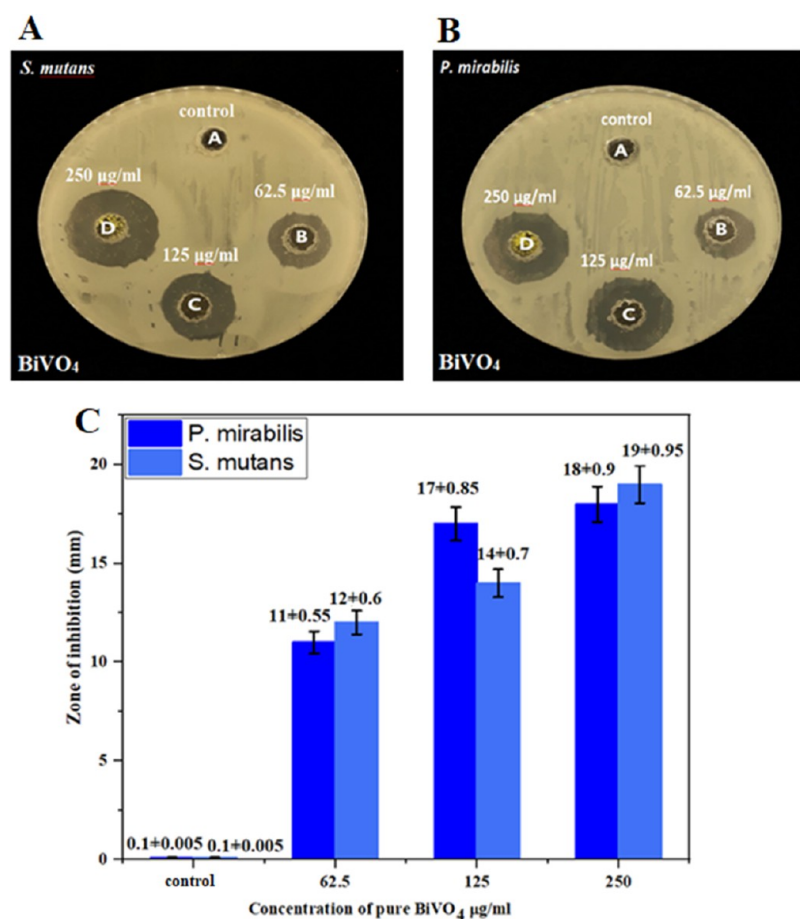 A
S. mutans
control
A
250 µg/ml
62.5 µg/ml
D
B
125 µg/ml
C
BiVO₄
B
P. mirabilis
control
A
250 µg/ml
62.5 µg/ml
B
D
125 µg/ml
C
BiVO₄
C
P. mirabilis
S. mutans
Zone of inhibition (mm)
20
15
10
5
0
0.1±0.005
0.1±0.005
11±0.55
12±0.6
17±0.85
14±0.7
18±0.9
19±0.95
control
62.5
125
250
Concentration of pure BiVO₄ µg/ml